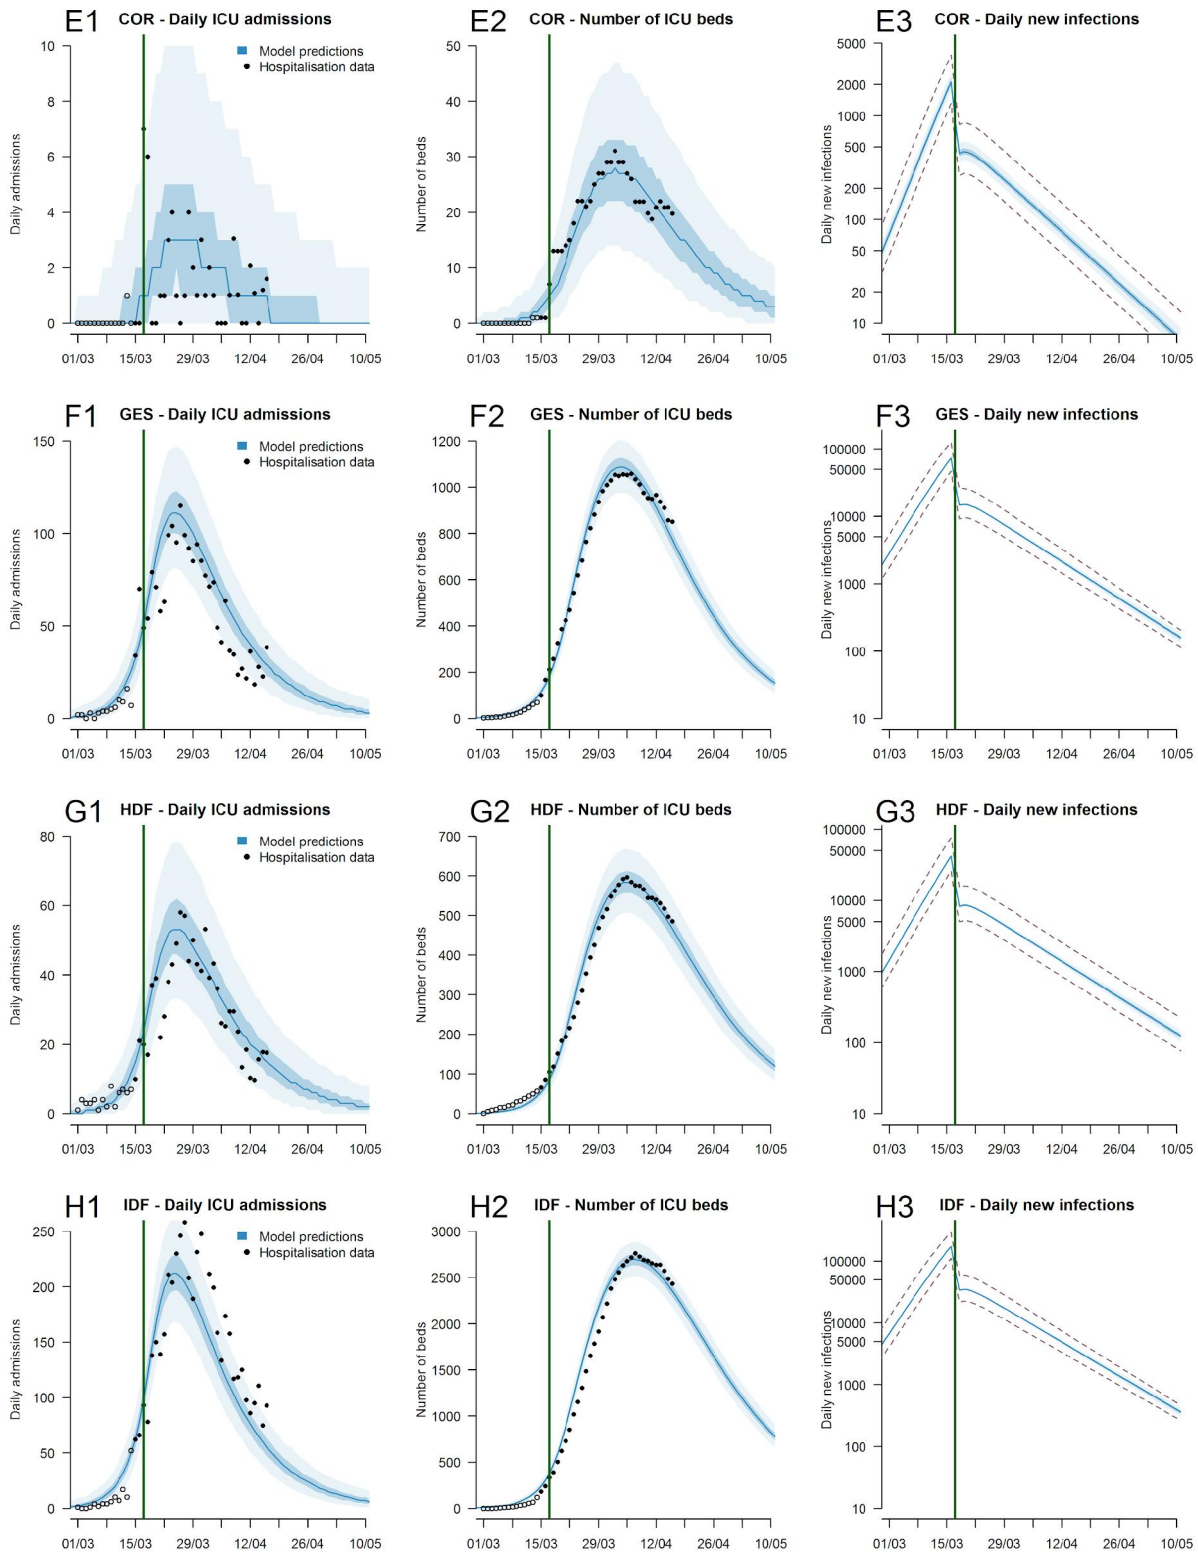 E1 COR - Daily ICU admissions
Model predictions
Hospitalisation data
Daily admissions
10
8
6
4
2
0
01/03 15/03 29/03 12/04 26/04 10/05
E2 COR - Number of ICU beds
Number of beds
50
40
30
20
10
0
01/03 15/03 29/03 12/04 26/04 10/05
E3 COR - Daily new infections
Daily new infections
5000
2000
1000
500
200
100
50
20
10
01/03 15/03 29/03 12/04 26/04 10/05
F1 GES - Daily ICU admissions
Model predictions
Hospitalisation data
Daily admissions
150
100
50
0
01/03 15/03 29/03 12/04 26/04 10/05
F2 GES - Number of ICU beds
Number of beds
1200
1000
800
600
400
200
0
01/03 15/03 29/03 12/04 26/04 10/05
F3 GES - Daily new infections
Daily new infections
100000
50000
10000
5000
1000
100
10
01/03 15/03 29/03 12/04 26/04 10/05
G1 HDF - Daily ICU admissions
Model predictions
Hospitalisation data
Daily admissions
80
60
40
20
0
01/03 15/03 29/03 12/04 26/04 10/05
G2 HDF - Number of ICU beds
Number of beds
700
600
500
400
300
200
100
0
01/03 15/03 29/03 12/04 26/04 10/05
G3 HDF - Daily new infections
Daily new infections
100000
50000
10000
5000
1000
100
10
01/03 15/03 29/03 12/04 26/04 10/05
H1 IDF - Daily ICU admissions
Model predictions
Hospitalisation data
Daily admissions
250
200
150
100
50
0
01/03 15/03 29/03 12/04 26/04 10/05
H2 IDF - Number of ICU beds
Number of beds
3000
2500
2000
1500
1000
500
0
01/03 15/03 29/03 12/04 26/04 10/05
H3 IDF - Daily new infections
Daily new infections
100000
50000
10000
5000
1000
100
10
01/03 15/03 29/03 12/04 26/04 10/05